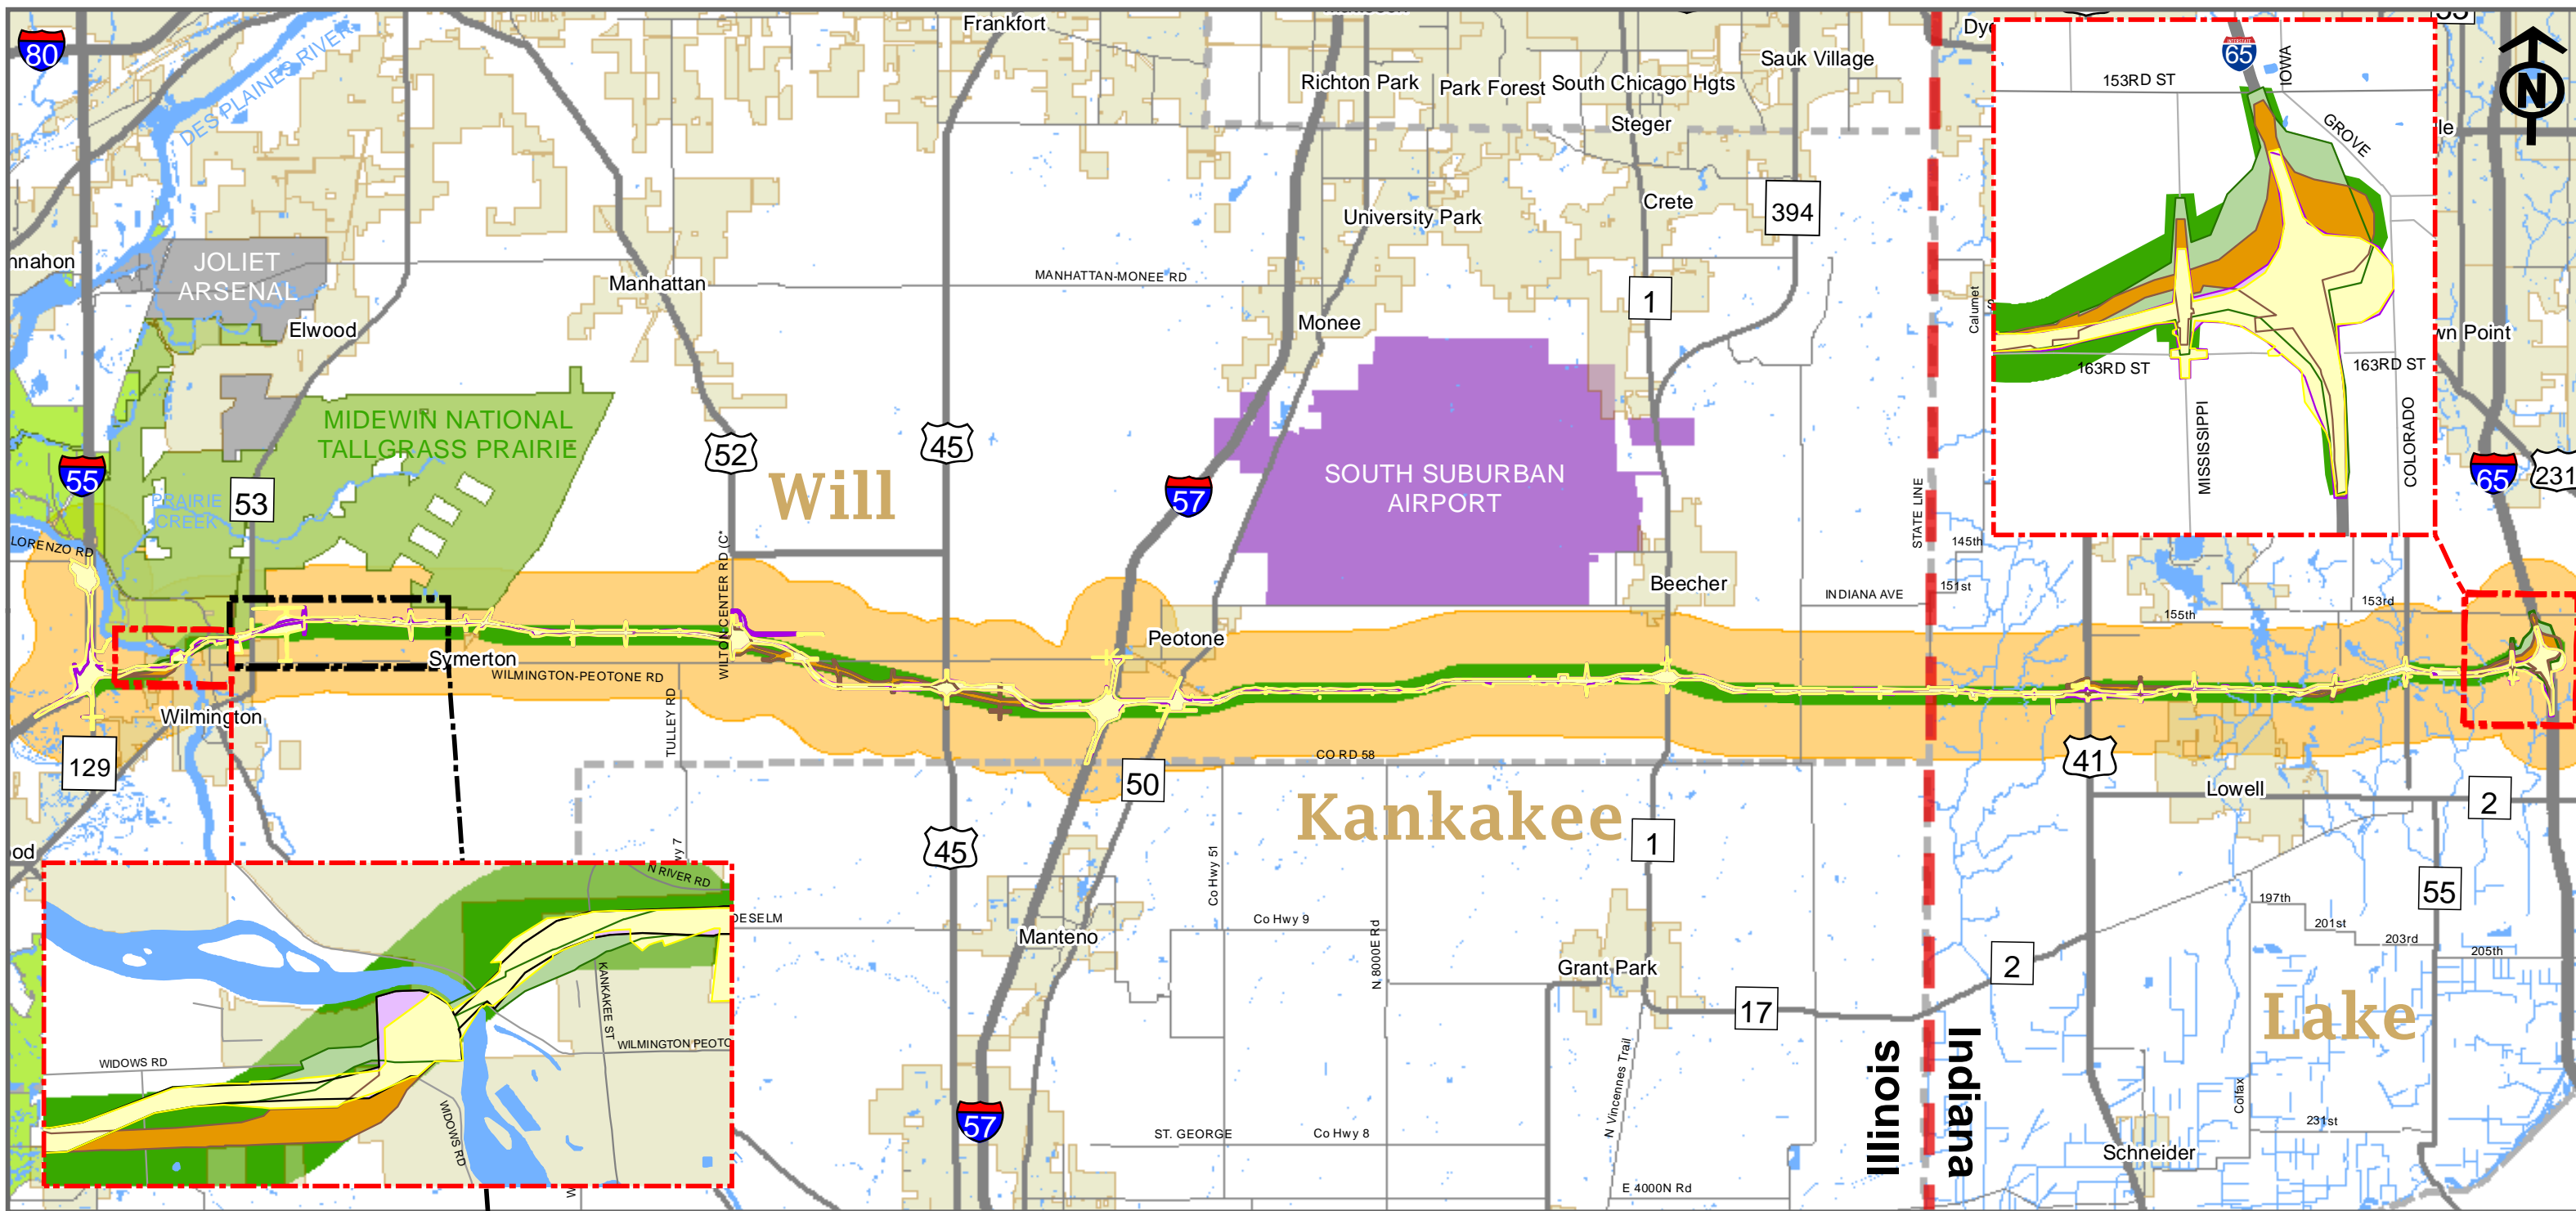 80
DES PLAINES RIVER
Frankfort
Richton Park
Park Forest
South Chicago Hgts
Sauk Village
Steger
Crete
394
University Park
1
MANHATTAN-MONEE RD
Manhattan
Monee
nnahon
JOLIET
ARSENAL
Elwood
MIDEWIN NATIONAL
TALLGRASS PRAIRIE
55
53
PRAIRIE
CREEK
LORENZO RD
52
45
Will
57
SOUTH SUBURBAN
AIRPORT
Beecher
INDIANA AVE
STATE LINE
Calumet
145th
151st
155th
153rd
INTERSTATE
65
IOWA
153RD ST
GROVE
163RD ST
163RD ST
MISSISSIPPI
COLORADO
N
le
wn Point
65
231
WILTON CENTER RD (C"
Peotone
Symerton
WILMINGTON-PEOTONE RD
TULLEY RD
Wilmington
129
CO RD 58
50
Kankakee
41
Lowell
2
45
1
55
ood
wy 7
DESELM
Co Hwy 51
Co Hwy 9
N 8000E Rd
Manteno
Grant Park
17
2
197th
201st
203rd
205th
Lake
Illinois
Indiana
N Vincennes Trail
57
ST. GEORGE
Co Hwy 8
Colfax
231st
Schneider
E 4000N Rd
N RIVER RD
KANKAKEE ST
WILMINGTON PEOTO
WIDOWS RD
WIDOWS RD
W